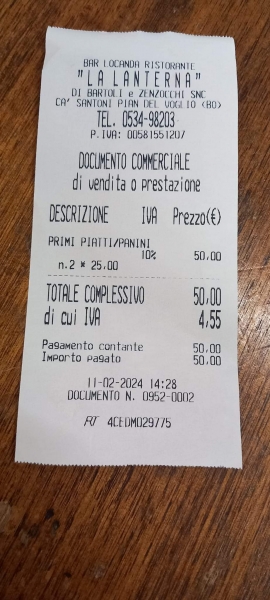 BAR LOCANDA RISTORANTE
"LA LANTERNA"
DI BARTOLI e ZENZOCCHI SNC
CA' SANTONI PIAN DEL VOGLIO (BO)
TEL. 0534-98203
P.IVA: 00581551207
DOCUMENTO COMMERCIALE
di vendita o prestazione
DESCRIZIONE IVA Prezzo(€)
PRIMI PIATTI/PANINI
10% 50,00
n.2 * 25,00
TOTALE COMPLESSIVO 50,00
di cui IVA 4,55
Pagamento contante 50,00
Importo pagato 50,00
11-02-2024 14:28
DOCUMENTO N. 0952-0002
RT 4CEDM029775